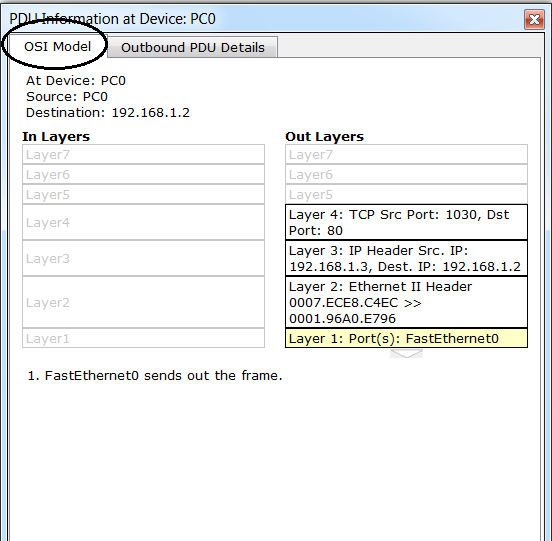 PDU Information at Device: PC0
OSI Model
Outbound PDU Details
At Device: PC0
Source: PC0
Destination: 192.168.1.2
In Layers
Layer7
Layer6
Layer5
Layer4
Layer3
Layer2
Layer1
Out Layers
Layer7
Layer6
Layer5
Layer 4: TCP Src Port: 1030, Dst
Port: 80
Layer 3: IP Header Src. IP:
192.168.1.3, Dest. IP: 192.168.1.2
Layer 2: Ethernet II Header
0007.ECE8.C4EC >>
0001.96A0.E796
Layer 1: Port(s): FastEthernet0
1. FastEthernet0 sends out the frame.